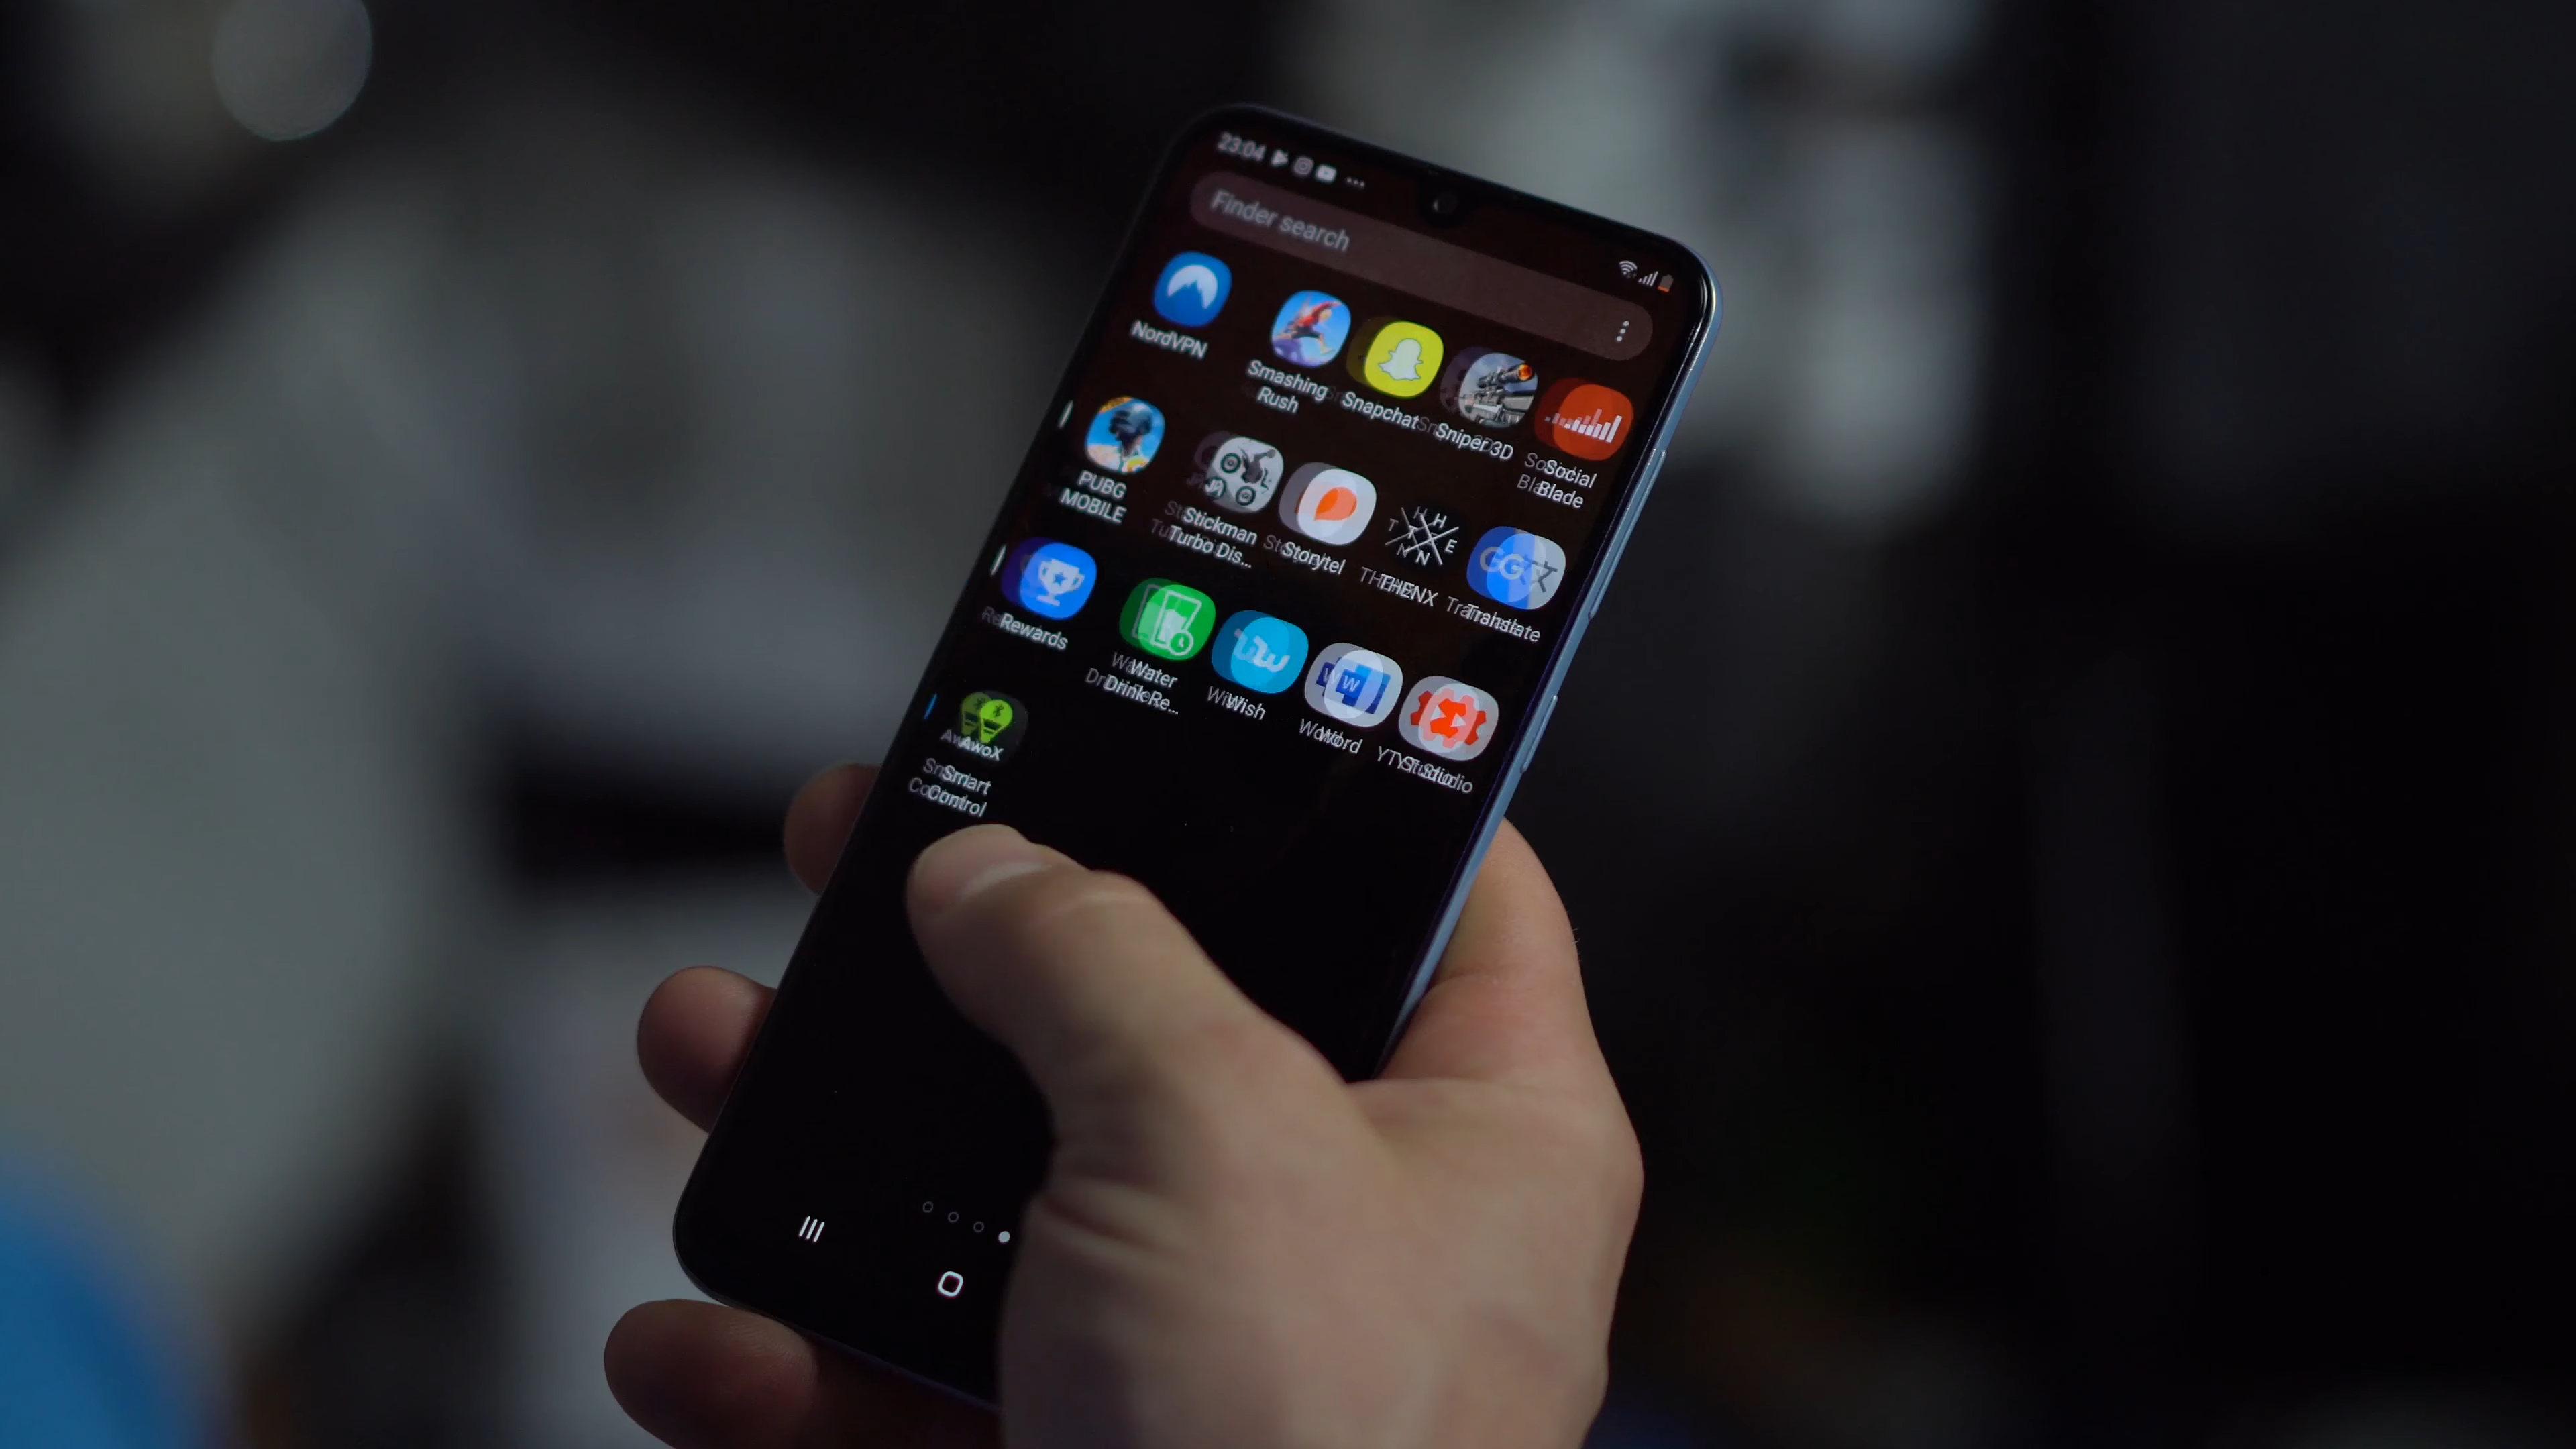 23:04
Finder search
NordVPN
Smashing
Rush
Snapchat
Sniper 3D
Social
Blade
PUBG
MOBILE
Stickman
Turbo Dis...
Storytel
THENX
THENX
G
Translate
Rewards
Water
Drink Re...
Wish
W
Word
YT Studio
AwoX
Smart
Control